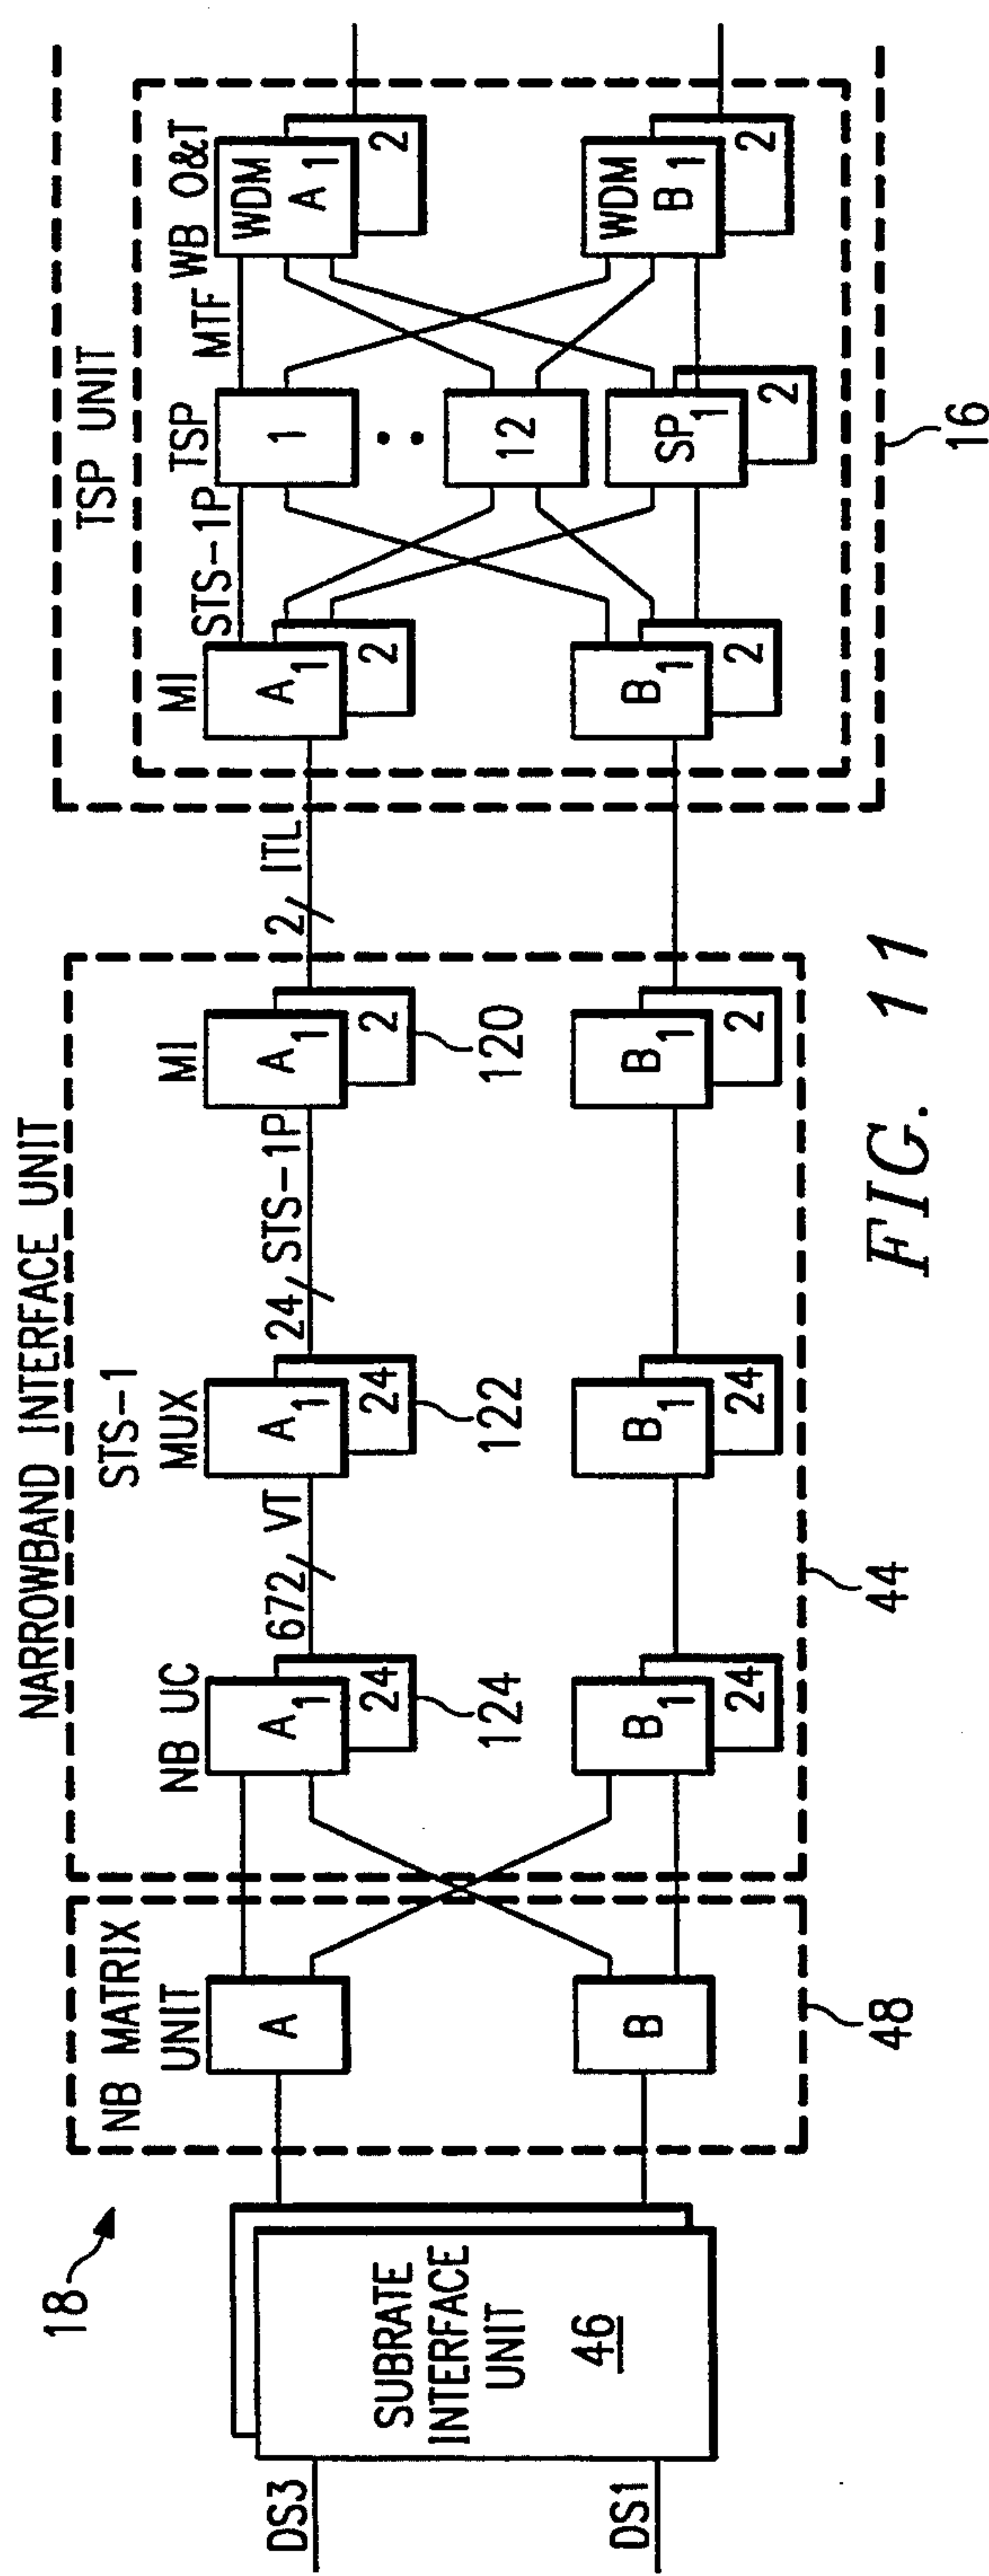 18
DS3
DS1
SUBRATE
INTERFACE
UNIT
46
NB MATRIX
UNIT
A
B
48
NARROWBAND INTERFACE UNIT
NB UC
A 1
24
124
B 1
24
672 VT
STS-1
MUX
A 1
24
122
B 1
24
24 STS-1P
MI
A 1
2
120
B 1
2
44
2 ITL
TSP UNIT
MI
A 1
2
B 1
2
STS-1P
TSP
1
12
SP 1
2
MTF
WB O&T
WDM
A 1
2
WDM
B 1
2
16
FIG. 11